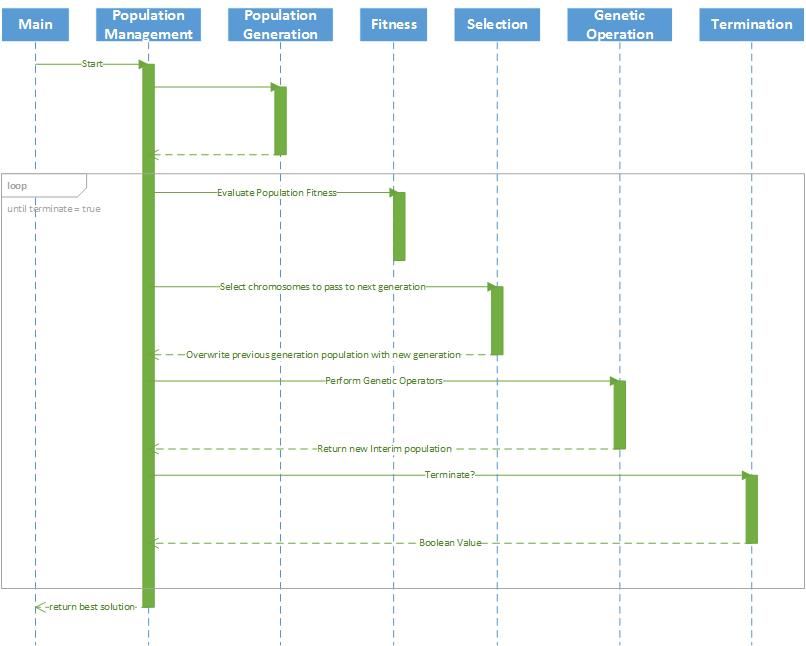 Main
Population
Management
Population
Generation
Fitness
Selection
Genetic
Operation
Termination
Start
loop
until terminate = true
Evaluate Population Fitness
Select chromosomes to pass to next generation
Overwrite previous generation population with new generation
Perform Genetic Operators
Return new Interim population
Terminate?
Boolean Value
return best solution